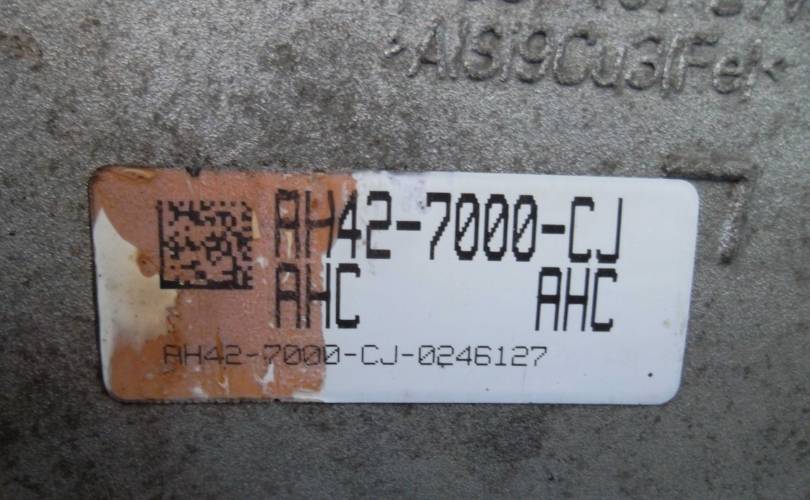 >AlSi9Cu3(Fe)<
AH42-7000-CJ
AHC AHC
AH42-7000-CJ-0246127